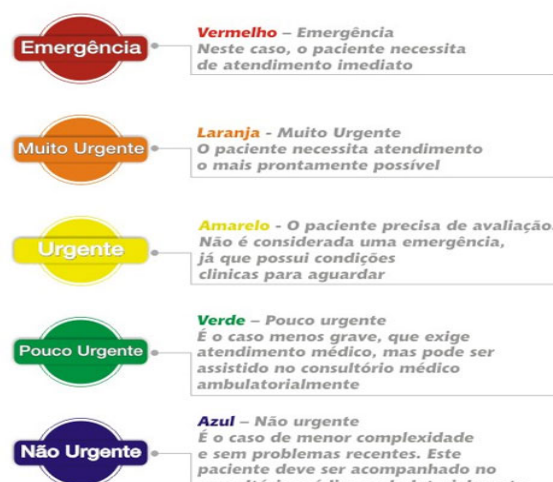 Emergência
Vermelho – Emergência
Neste caso, o paciente necessita
de atendimento imediato
Muito Urgente
Laranja - Muito Urgente
O paciente necessita atendimento
o mais prontamente possível
Urgente
Amarelo - O paciente precisa de avaliação.
Não é considerada uma emergência,
já que possui condições
clinicas para aguardar
Pouco Urgente
Verde – Pouco urgente
É o caso menos grave, que exige
atendimento médico, mas pode ser
assistido no consultório médico
ambulatorialmente
Não Urgente
Azul – Não urgente
É o caso de menor complexidade
e sem problemas recentes. Este
paciente deve ser acompanhado no